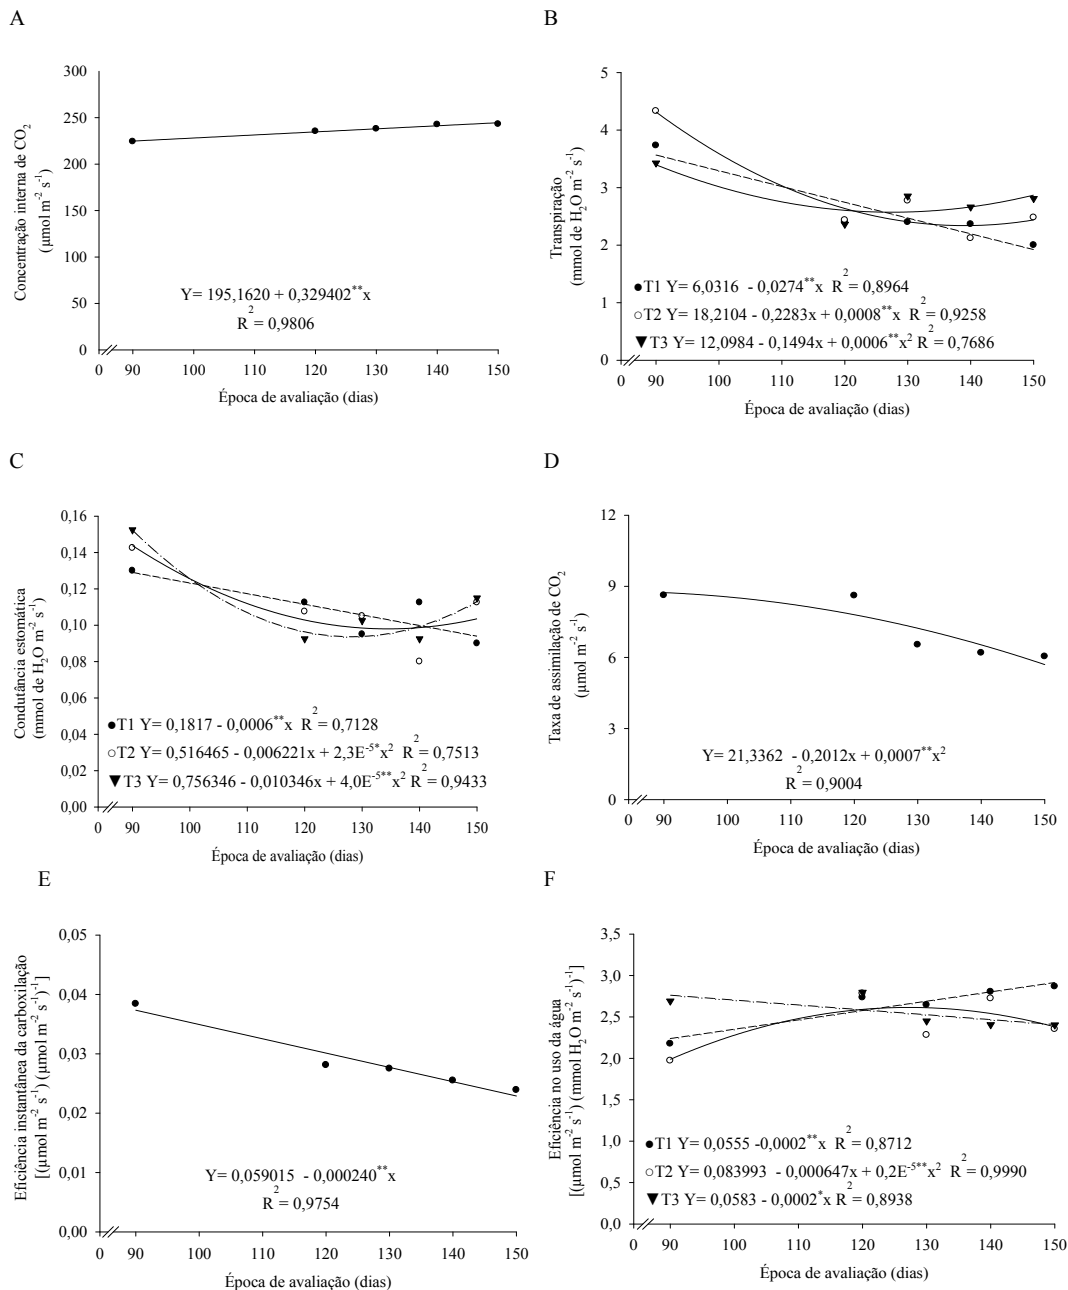 A
Concentração interna de CO2
(µmol m-2 s-1)
300
250
200
150
100
50
0
Y= 195,1620 + 0,329402**x
R2 = 0,9806
0 90 100 110 120 130 140 150
Época de avaliação (dias)
B
Transpiração
(mmol de H2O m-2 s-1)
5
4
3
2
1
0
●T1 Y= 6,0316 - 0,0274**x R2 = 0,8964
○T2 Y= 18,2104 - 0,2283x + 0,0008**x R2 = 0,9258
▼T3 Y= 12,0984 - 0,1494x + 0,0006**x2 R2 = 0,7686
0 90 100 110 120 130 140 150
Época de avaliação (dias)
C
Condutância estomática
(mmol de H2O m-2 s-1)
0,16
0,14
0,12
0,10
0,08
0,06
0,04
0,02
0,00
●T1 Y= 0,1817 - 0,0006**x R2 = 0,7128
○T2 Y= 0,516465 - 0,006221x + 2,3E-5*x2 R2 = 0,7513
▼T3 Y= 0,756346 - 0,010346x + 4,0E-5**x2 R2 = 0,9433
0 90 100 110 120 130 140 150
Época de avaliação (dias)
D
Taxa de assimilação de CO2
(µmol m-2 s-1)
12
9
6
3
0
Y= 21,3362 - 0,2012x + 0,0007**x2
R2 = 0,9004
0 90 100 110 120 130 140 150
Época de avaliação (dias)
E
Eficiência instantânea da carboxilação
[(µmol m-2 s-1) (µmol m-2 s-1)-1]
0,05
0,04
0,03
0,02
0,01
0,00
Y= 0,059015 - 0,000240**x
R2 = 0,9754
0 90 100 110 120 130 140 150
Época de avaliação (dias)
F
Eficiência no uso da água
[(µmol m-2 s-1) (mmol H2O m-2 s-1)-1]
3,5
3,0
2,5
2,0
1,5
1,0
0,5
0,0
●T1 Y= 0,0555 -0,0002**x R2 = 0,8712
○T2 Y= 0,083993 - 0,000647x + 0,2E-5**x2 R2 = 0,9990
▼T3 Y= 0,0583 - 0,0002*x R2 = 0,8938
0 90 100 110 120 130 140 150
Época de avaliação (dias)